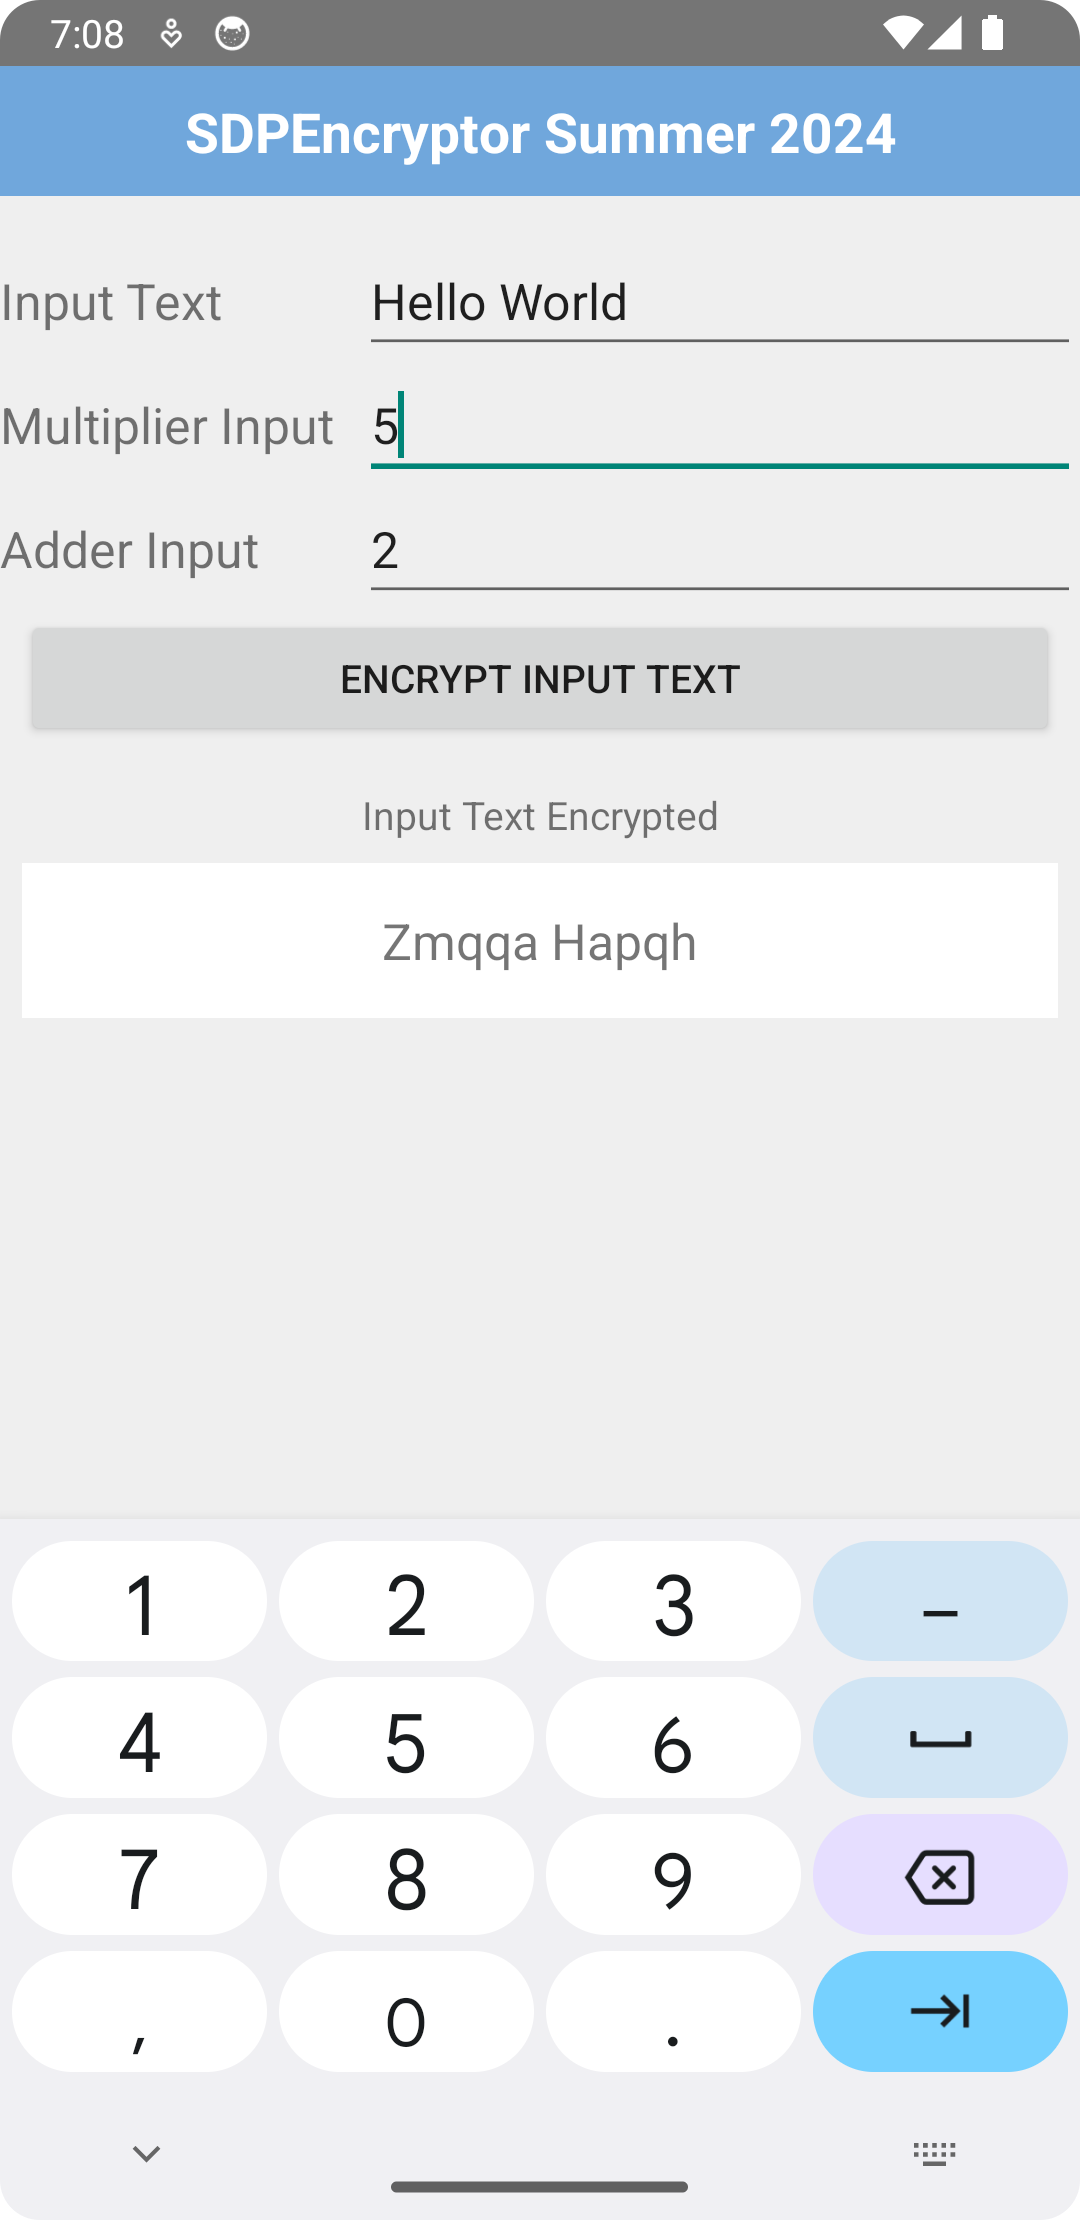 7:08
SDPEncryptor Summer 2024
Input Text Hello World
Multiplier Input 5
Adder Input 2
ENCRYPT INPUT TEXT
Input Text Encrypted
Zmqqa Hapqh
1 2 3 –
4 5 6
7 8 9
, 0 .